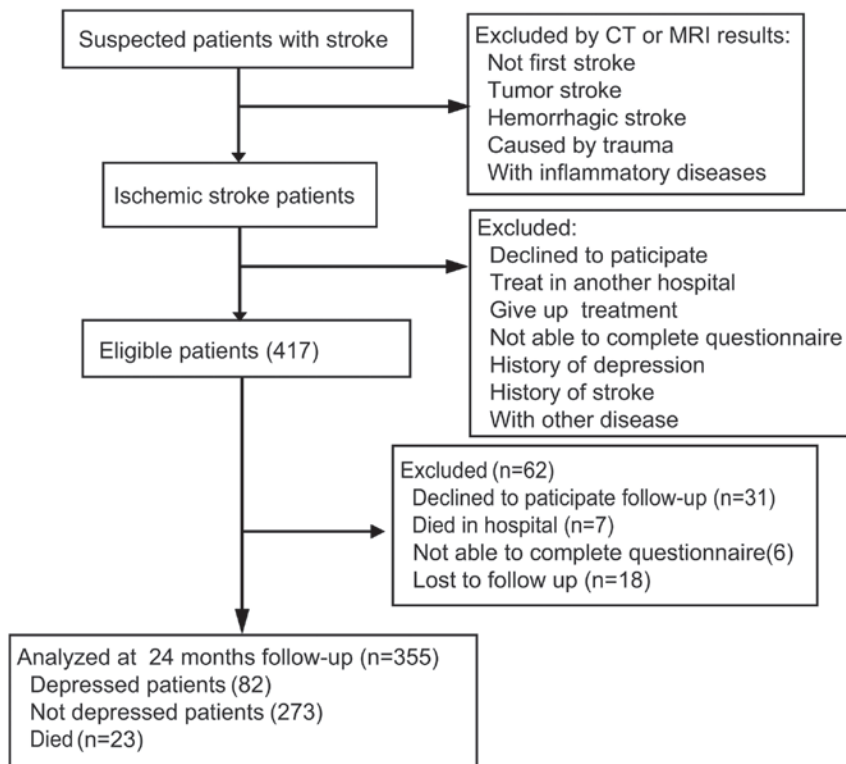 Suspected patients with stroke
Excluded by CT or MRI results:
Not first stroke
Tumor stroke
Hemorrhagic stroke
Caused by trauma
With inflammatory diseases
Ischemic stroke patients
Excluded:
Declined to paticipate
Treat in another hospital
Give up treatment
Not able to complete questionnaire
History of depression
History of stroke
With other disease
Eligible patients (417)
Excluded (n=62)
Declined to paticipate follow-up (n=31)
Died in hospital (n=7)
Not able to complete questionnaire(6)
Lost to follow up (n=18)
Analyzed at 24 months follow-up (n=355)
Depressed patients (82)
Not depressed patients (273)
Died (n=23)